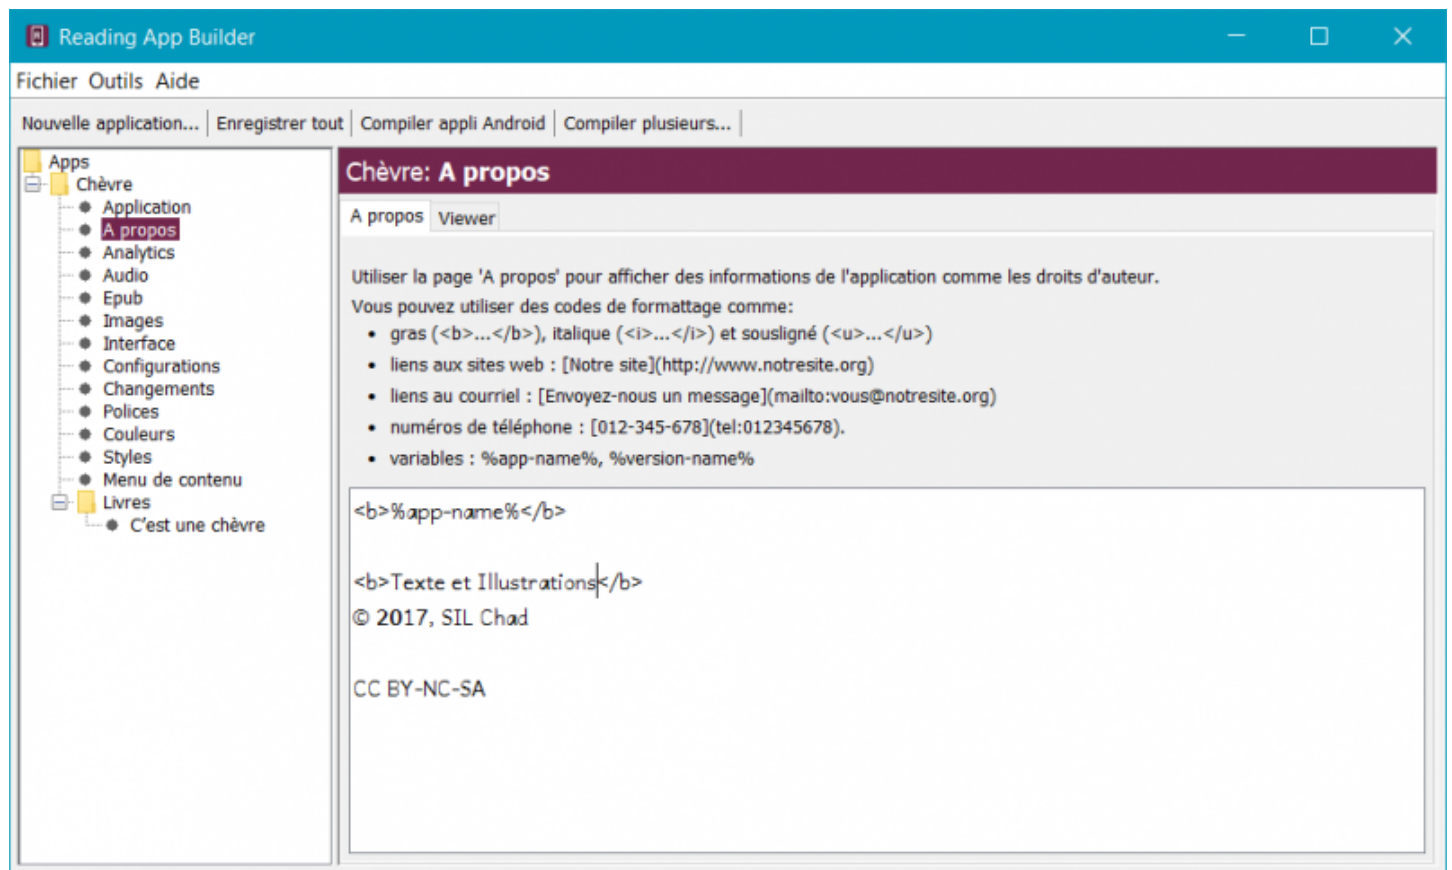 Reading App Builder
Fichier Outils Aide
Nouvelle application... Enregistrer tout Compiler appli Android Compiler plusieurs...
Apps
Chèvre
Application
A propos
Analytics
Audio
Epub
Images
Interface
Configurations
Changements
Polices
Couleurs
Styles
Menu de contenu
Livres
C'est une chèvre
Chèvre: A propos
A propos Viewer
Utiliser la page 'A propos' pour afficher des informations de l'application comme les droits d'auteur.
Vous pouvez utiliser des codes de formattage comme:
• gras (<b>...</b>), italique (<i>...</i>) et sousligné (<u>...</u>)
• liens aux sites web : [Notre site](http://www.notresite.org)
• liens au courriel : [Envoyez-nous un message](mailto:vous@notresite.org)
• numéros de téléphone : [012-345-678](tel:012345678).
• variables : %app-name%, %version-name%
<b>%app-name%</b>
<b>Texte et Illustrations</b>
© 2017, SIL Chad
CC BY-NC-SA